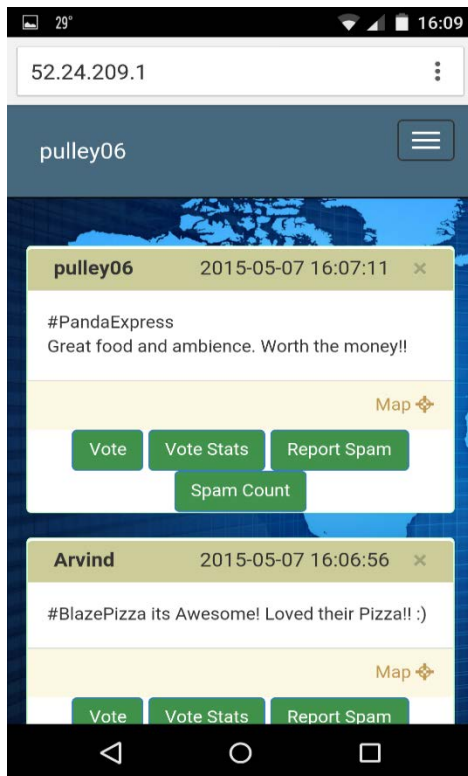 29°
16:09
52.24.209.1
pulley06
pulley06 2015-05-07 16:07:11 ×
#PandaExpress
Great food and ambience. Worth the money!!
Map
Vote Vote Stats Report Spam
Spam Count
Arvind 2015-05-07 16:06:56 ×
#BlazePizza its Awesome! Loved their Pizza!! :)
Map
Vote Vote Stats Report Spam